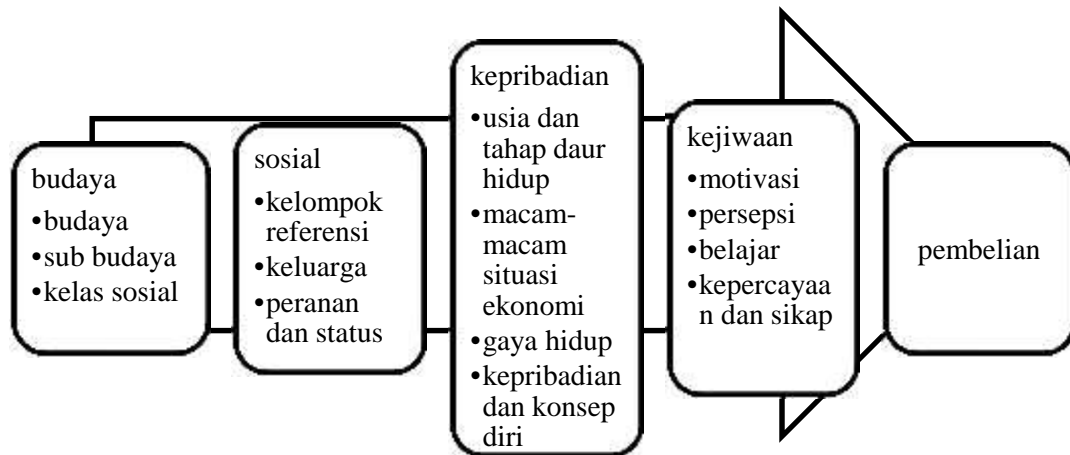 budaya
•budaya
•sub budaya
•kelas sosial
sosial
•kelompok
referensi
•keluarga
•peranan
dan status
kepribadian
•usia dan
tahap daur
hidup
•macam-
macam
situasi
ekonomi
•gaya hidup
•kepribadian
dan konsep
diri
kejiwaan
•motivasi
•persepsi
•belajar
•kepercayaa
n dan sikap
pembelian